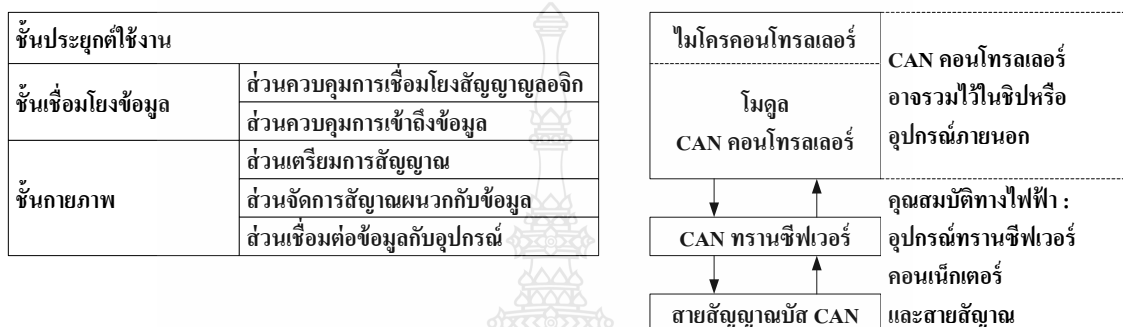 ชั้นประยุกต์ใช้งาน
ชั้นเชื่อมโยงข้อมูล
ส่วนควบคุมการเชื่อมโยงสัญญาญลอจิก
ส่วนควบคุมการเข้าถึงข้อมูล
ชั้นกายภาพ
ส่วนเตรียมการสัญญาณ
ส่วนจัดการสัญาณผนวกกับข้อมูล
ส่วนเชื่อมต่อข้อมูลกับอุปกรณ์
ไมโครคอนโทรลเลอร์
โมดูล
CAN คอนโทรลเลอร์
CAN คอนโทรลเลอร์
อาจรวมไว้ในชิปหรือ
อุปกรณ์ภายนอก
CAN ทรานซีฟเวอร์
สายสัญญาณบัส CAN
คุณสมบัติทางไฟฟ้า :
อุปกรณ์ทรานซีฟเวอร์
คอนเน็กเตอร์
และสายสัญาณ